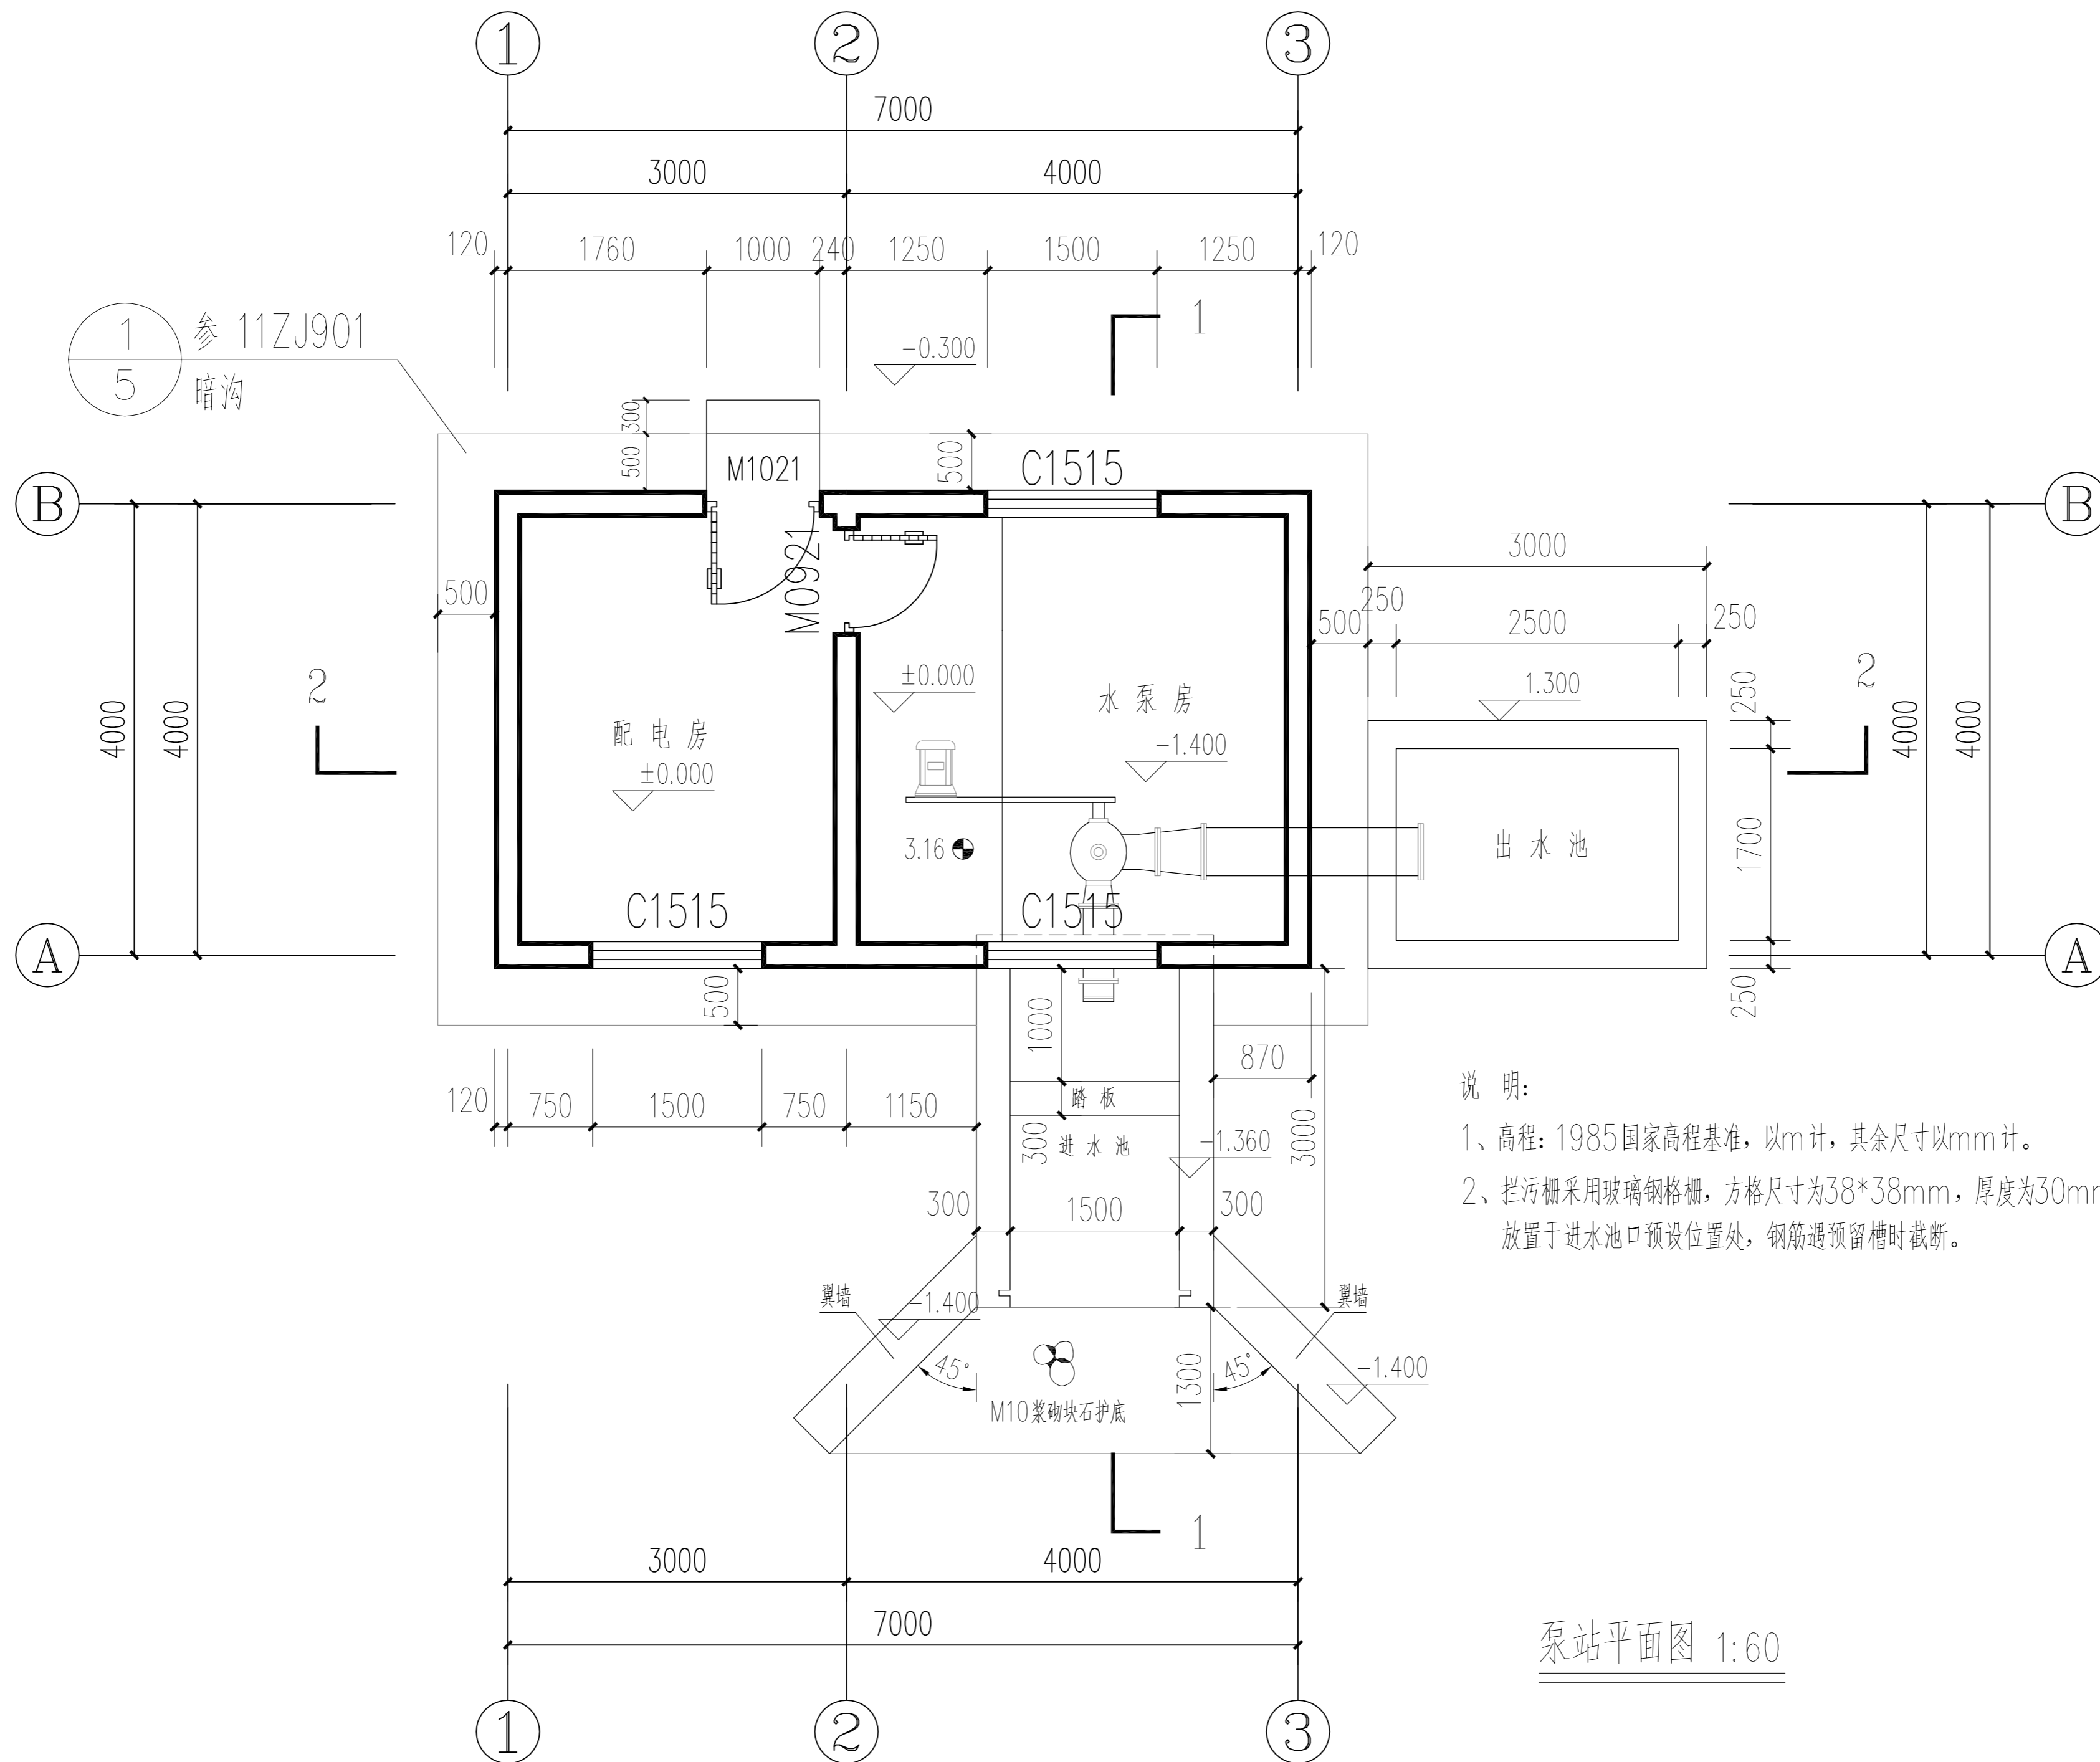 1 2 3
7000
3000 4000
120 1760 1000 240 1250 1500 1250 120
1
1
5
参 11ZJ901
暗沟
-0.300
300
500
M1021
500
C1515
B
B
M0921
3000
500
500
250
2500
250
2
2
±0.000
水 泵 房
-1.400
1.300
250
4000
4000
配 电 房
±0.000
4000
4000
3.16
出 水 池
1700
C1515
C1515
A
A
500
1000
250
870
120 750 1500 750 1150
踏 板
300
进 水 池
-1.360
3000
说 明:
1、高程: 1985国家高程基准, 以m计, 其余尺寸以mm计。
2、拦污栅采用玻璃钢格栅, 方格尺寸为38*38mm, 厚度为30m
放置于进水池口预设位置处, 钢筋遇预留槽时截断。
300 1500 300
翼墙
翼墙
-1.400
45°
45°
-1.400
1300
M10浆砌块石护底
1
3000 4000
7000
泵站平面图 1:60
1 2 3